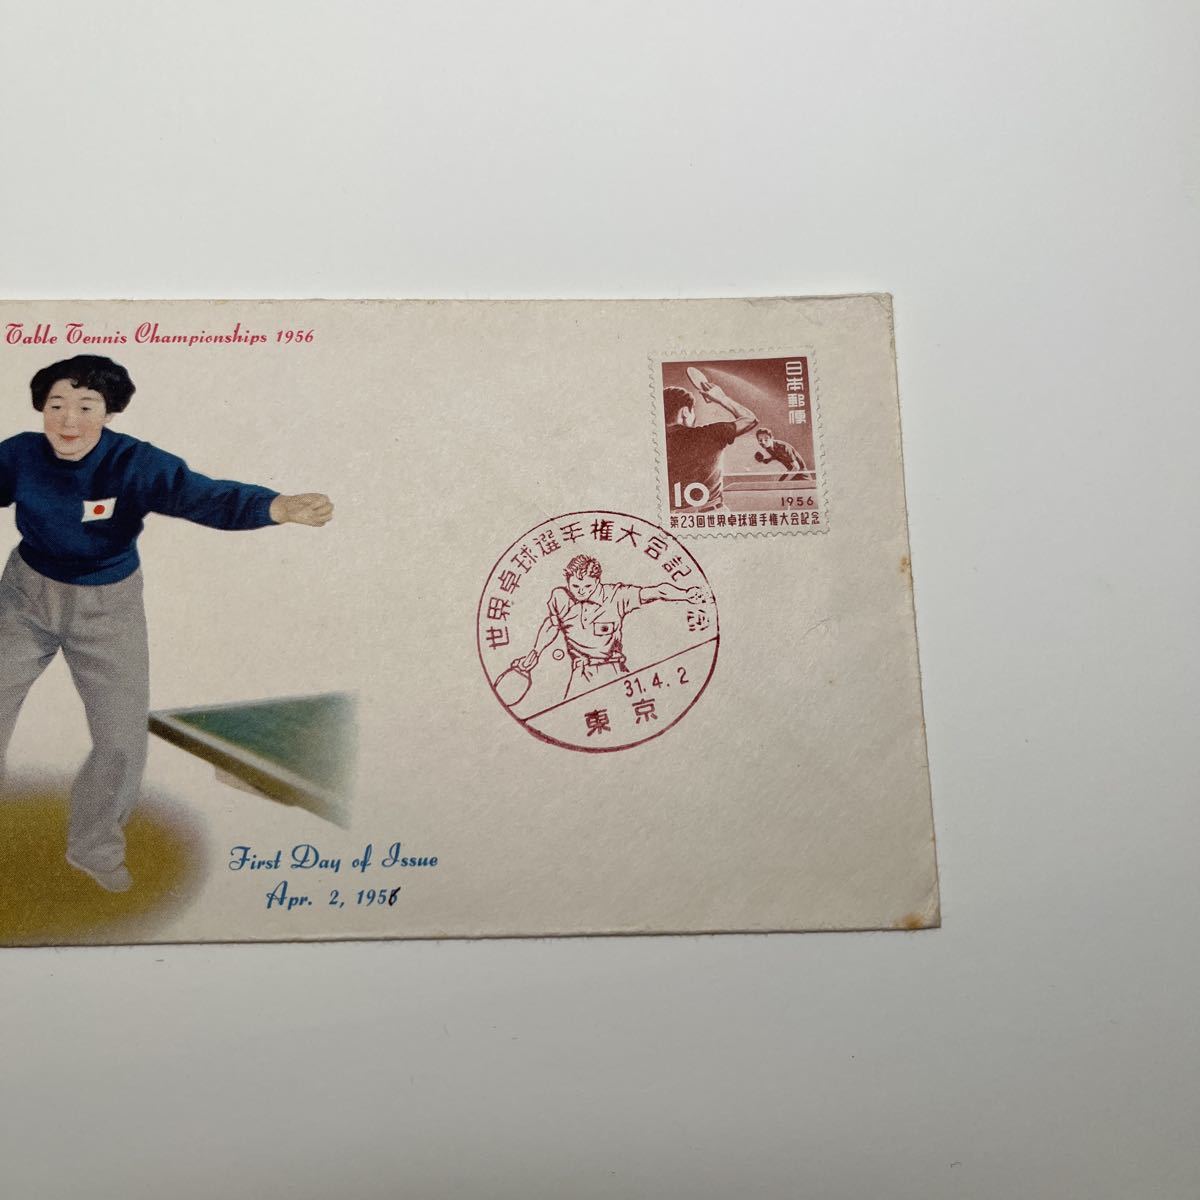 Table Tennis Championships 1956
日本郵便
10
1956
第23回世界卓球選手権大会記念
世界卓球選手権大会記念
31.4.2
東京
First Day of Issue
Apr. 2, 1956